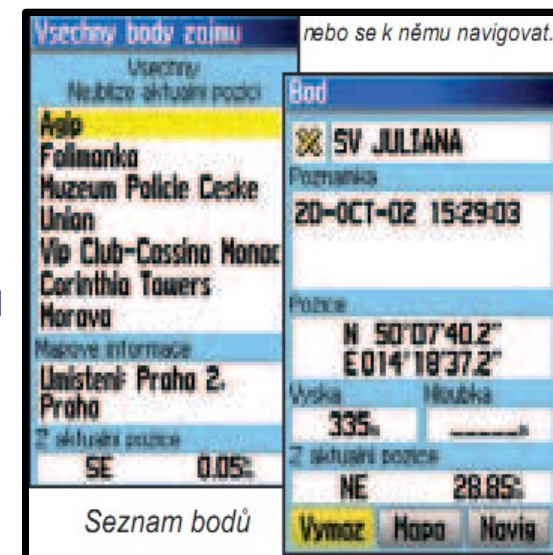 Vsechny body zajmu
Vsechny
Nejblize aktualni pozici
Agip
Folimanka
Muzeum Policie Ceske
Union
Vip Club-Cassino Monac
Corinthia Towers
Morava
Mapove informace
Umisteni: Praha 2,
Praha
Z aktualni pozice
SE 0.05
Seznam bodů
nebo se k němu navigovat.
Bod
SV JULIANA
Poznamka
20-OCT-02 15:29:03
Pozice
N 50°07'40.2"
E014°18'37.2"
Vyska Hloubka
335m _____m
Z aktualni pozice
NE 28.85
Vymaz Mapa Navig